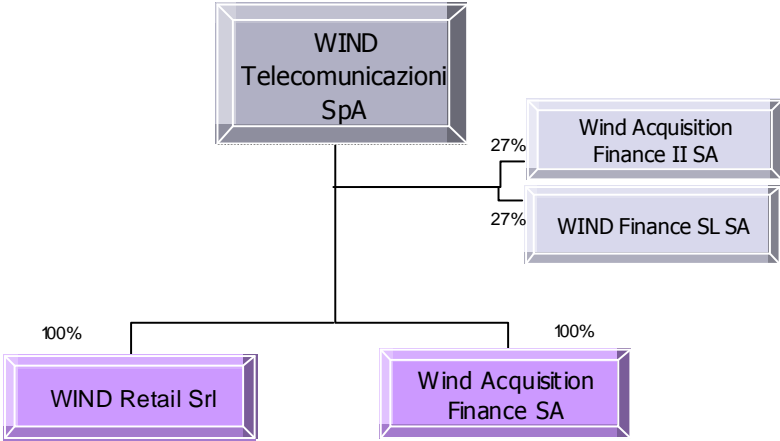 WIND
Telecomunicazioni
SpA
27%
Wind Acquisition
Finance II SA
27%
WIND Finance SL SA
100%
100%
WIND Retail Srl
Wind Acquisition
Finance SA